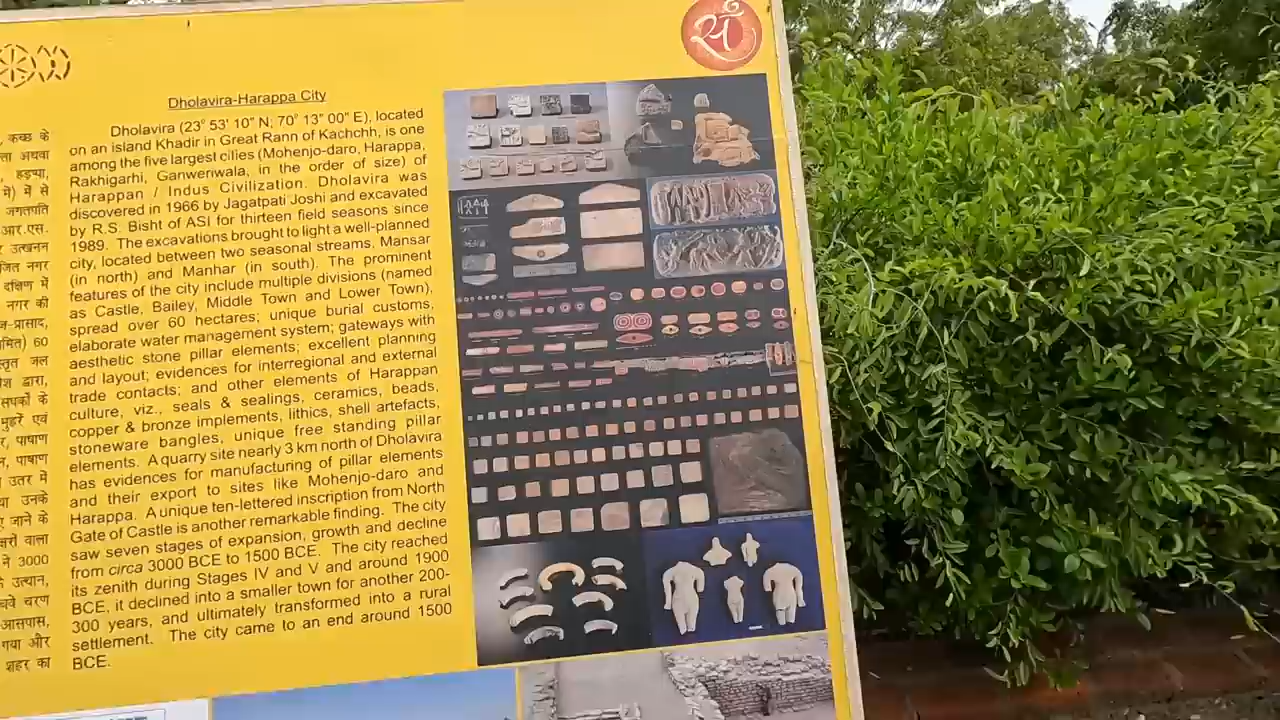 सं
Dholavira-Harappa City
Dholavira (23° 53' 10" N; 70° 13' 00" E), located
on an island Khadir in Great Rann of Kachchh, is one
among the five largest cities (Mohenjo-daro, Harappa,
Rakhigarhi, Ganweriwala, in the order of size) of
Harappan / Indus Civilization. Dholavira was
discovered in 1966 by Jagatpati Joshi and excavated
by R.S. Bisht of ASI for thirteen field seasons since
1989. The excavations brought to light a well-planned
city, located between two seasonal streams, Mansar
(in north) and Manhar (in south). The prominent
features of the city include multiple divisions (named
as Castle, Bailey, Middle Town and Lower Town),
spread over 60 hectares; unique burial customs,
elaborate water management system; gateways with
aesthetic stone pillar elements; excellent planning
and layout; evidences for interregional and external
trade contacts; and other elements of Harappan
culture, viz., seals & sealings, ceramics, beads,
copper & bronze implements, lithics, shell artefacts,
stoneware bangles, unique free standing pillar
elements. A quarry site nearly 3 km north of Dholavira
has evidences for manufacturing of pillar elements
and their export to sites like Mohenjo-daro and
Harappa. A unique ten-lettered inscription from North
Gate of Castle is another remarkable finding. The city
saw seven stages of expansion, growth and decline
from circa 3000 BCE to 1500 BCE. The city reached
its zenith during Stages IV and V and around 1900
BCE, it declined into a smaller town for another 200-
300 years, and ultimately transformed into a rural
settlement. The city came to an end around 1500
BCE.
कच्छ के
अथवा
हड़प्पा,
में) में से
जगतपति
आर.एस.
उत्खनन
नगर
दक्षिण में
नगर की
60
जल
द्वारा,
के
मुहरें एवं
पाषाण
पाषाण
उत्तर में
उनके
जाने के
वाला
ने 3000
उत्थान,
चरण
आसपास,
गया और
शहर का